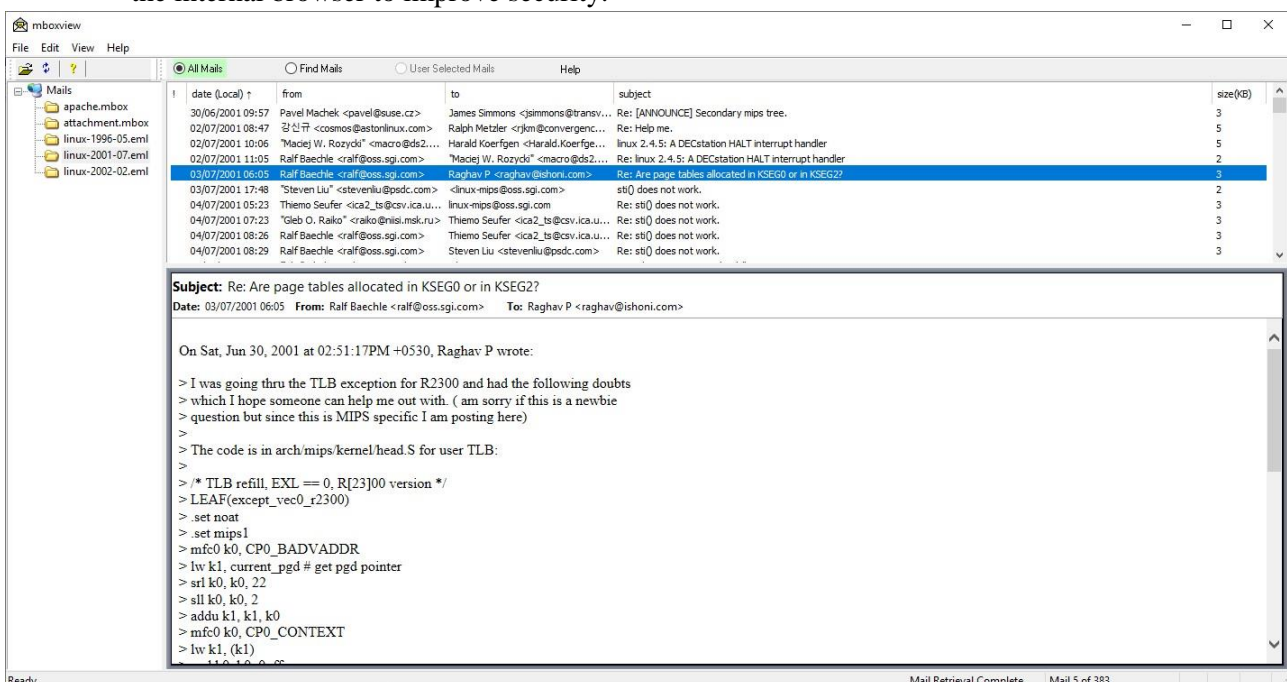 the internal browser to improve security.
mboxview
File Edit View Help
All Mails Find Mails User Selected Mails Help
Mails
apache.mbox
attachment.mbox
linux-1996-05.eml
linux-2001-07.eml
linux-2002-02.eml
! date (Local) ↑ from to subject size(KB)
30/06/2001 09:57 Pavel Machek <pavel@suse.cz> James Simmons <jsimmons@transv... Re: [ANNOUNCE] Secondary mips tree. 3
02/07/2001 08:47 강신규 <cosmos@astonlinux.com> Ralph Metzler <rjkm@convergenc... Re: Help me. 5
02/07/2001 10:06 "Maciej W. Rozycki" <macro@ds2.... Harald Koerfgen <Harald.Koerfge... linux 2.4.5: A DECstation HALT interrupt handler 5
02/07/2001 11:05 Ralf Baechle <ralf@oss.sgi.com> "Maciej W. Rozycki" <macro@ds2.... Re: linux 2.4.5: A DECstation HALT interrupt handler 2
03/07/2001 06:05 Ralf Baechle <ralf@oss.sgi.com> Raghav P <raghav@ishoni.com> Re: Are page tables allocated in KSEG0 or in KSEG2? 3
03/07/2001 17:48 "Steven Liu" <stevenliu@psdc.com> <linux-mips@oss.sgi.com> sti() does not work. 2
04/07/2001 05:23 Thiemo Seufer <ica2_ts@csv.ica.u... linux-mips@oss.sgi.com Re: sti() does not work. 3
04/07/2001 07:23 "Gleb O. Raiko" <raiko@niisi.msk.ru> Thiemo Seufer <ica2_ts@csv.ica.u... Re: sti() does not work. 3
04/07/2001 08:26 Ralf Baechle <ralf@oss.sgi.com> Thiemo Seufer <ica2_ts@csv.ica.u... Re: sti() does not work. 3
04/07/2001 08:29 Ralf Baechle <ralf@oss.sgi.com> Steven Liu <stevenliu@psdc.com> Re: sti() does not work. 3
Subject: Re: Are page tables allocated in KSEG0 or in KSEG2?
Date: 03/07/2001 06:05 From: Ralf Baechle <ralf@oss.sgi.com> To: Raghav P <raghav@ishoni.com>
On Sat, Jun 30, 2001 at 02:51:17PM +0530, Raghav P wrote:
> I was going thru the TLB exception for R2300 and had the following doubts
> which I hope someone can help me out with. ( am sorry if this is a newbie
> question but since this is MIPS specific I am posting here)
>
> The code is in arch/mips/kernel/head.S for user TLB:
>
> /* TLB refill, EXL == 0, R[23]00 version */
> LEAF(except_vec0_r2300)
> .set noat
> .set mips1
> mfc0 k0, CP0_BADVADDR
> lw k1, current_pgd # get pgd pointer
> srl k0, k0, 22
> sll k0, k0, 2
> addu k1, k1, k0
> mfc0 k0, CP0_CONTEXT
> lw k1, (k1)
Ready Mail Retrieval Complete Mail 5 of 383